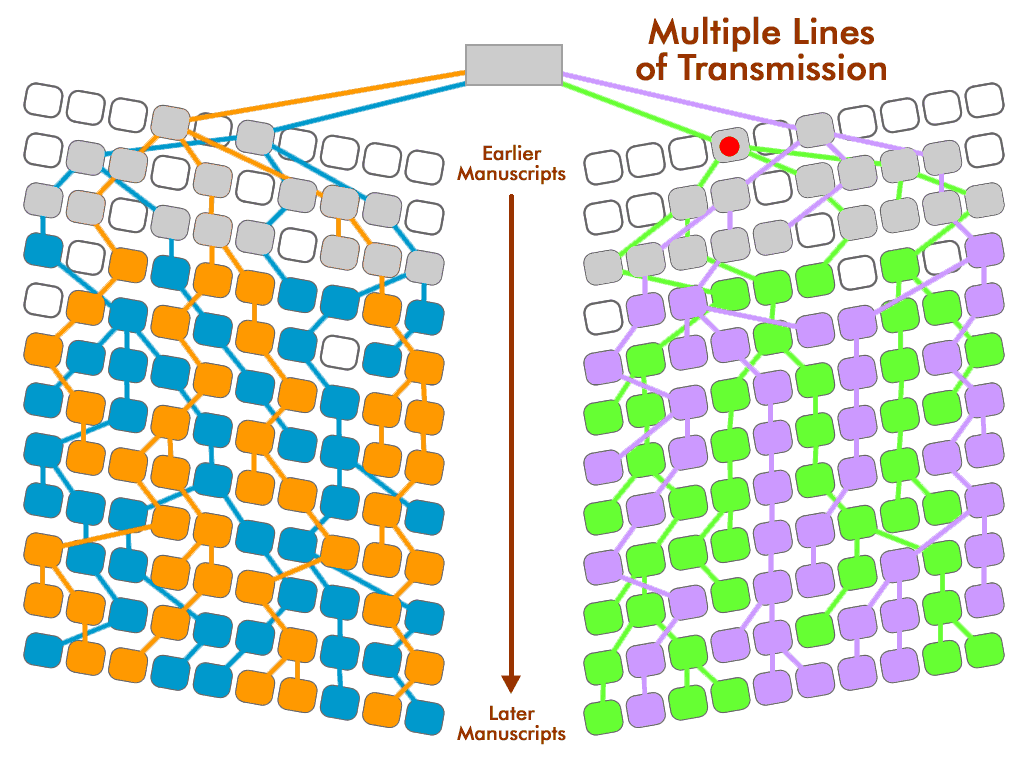 Multiple Lines
of Transmission
Earlier
Manuscripts
Later
Manuscripts